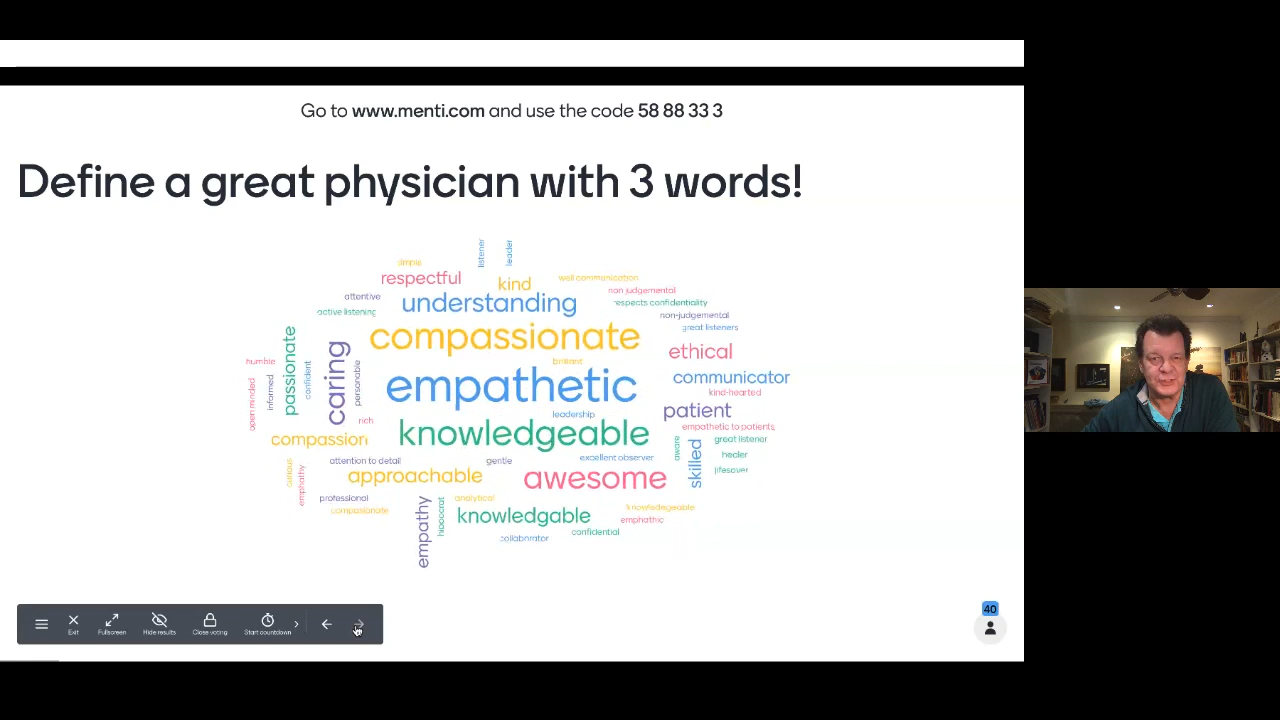 Go to www.menti.com and use the code 58 88 33 3
Define a great physician with 3 words!
simple
listener
leader
respectful
kind
well communication
non judgemental
attentive
understanding
respects confidentiality
active listening
non-judgemental
great listeners
compassionate
passionate
caring
ethical
humble
brilliant
confident
personable
informed
open minded
empathetic
communicator
kind-hearted
leadership
patient
rich
empathetic to patients
knowledgeable
compassion
great listener
aware
skilled
healer
attention to detail
gentle
excellent observer
lifesaver
curious
emphathy
approachable
awesome
professional
analytical
compasionate
empathy
hipocrat
knowledgable
knowledegeable
emphathic
confidential
collaborator
Exit
Fullscreen
Hide results
Close voting
Start countdown
40